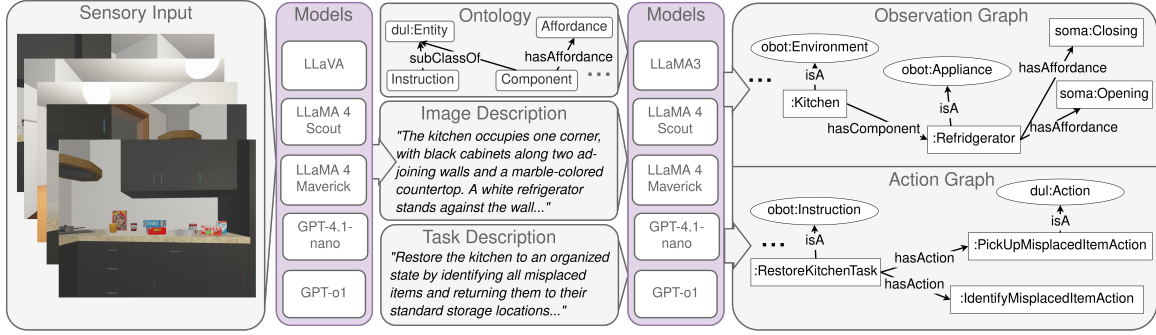 Sensory Input
Models
LLaVA
LLaMA 4
Scout
LLaMA 4
Maverick
GPT-4.1-
nano
GPT-o1
Ontology
dul:Entity
Affordance
subClassOf
hasAffordance
Instruction
Component
...
Image Description
"The kitchen occupies one corner,
with black cabinets along two ad-
joining walls and a marble-colored
countertop. A white refrigerator
stands against the wall..."
Task Description
"Restore the kitchen to an organized
state by identifying all misplaced
items and returning them to their
standard storage locations..."
Models
LLaMA3
LLaMA 4
Scout
LLaMA 4
Maverick
GPT-4.1-
nano
GPT-o1
Observation Graph
obot:Environment
soma:Closing
obot:Appliance
hasAffordance
...
isA
soma:Opening
:Kitchen
isA
hasComponent
hasAffordance
:Refridgerator
Action Graph
dul:Action
obot:Instruction
isA
...
isA
:PickUpMisplacedItemAction
hasAction
:RestoreKitchenTask
hasAction
:IdentifyMisplacedItemAction